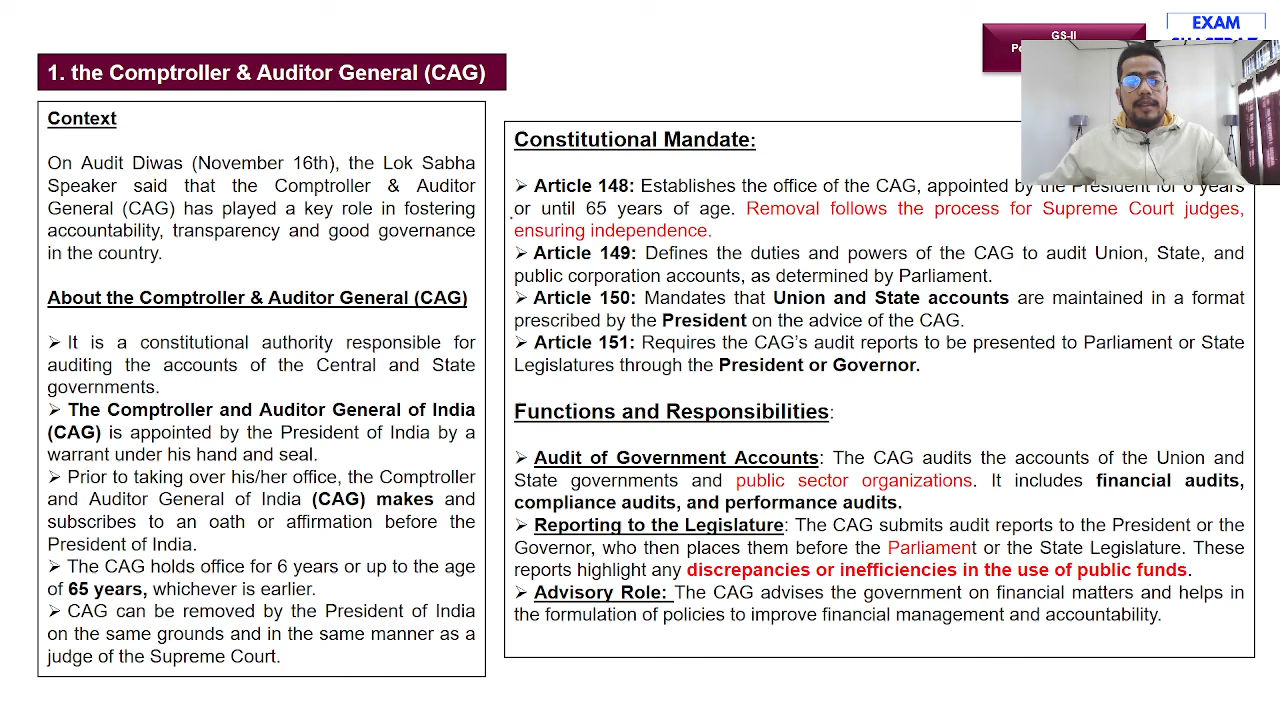 EXAM
GS-II
1. the Comptroller & Auditor General (CAG)
Context
On Audit Diwas (November 16th), the Lok Sabha
Speaker said that the Comptroller & Auditor
General (CAG) has played a key role in fostering
accountability, transparency and good governance
in the country.
About the Comptroller & Auditor General (CAG)
➢ It is a constitutional authority responsible for
auditing the accounts of the Central and State
governments.
➢ The Comptroller and Auditor General of India
(CAG) is appointed by the President of India by a
warrant under his hand and seal.
➢ Prior to taking over his/her office, the Comptroller
and Auditor General of India (CAG) makes and
subscribes to an oath or affirmation before the
President of India.
➢ The CAG holds office for 6 years or up to the age
of 65 years, whichever is earlier.
➢ CAG can be removed by the President of India
on the same grounds and in the same manner as a
judge of the Supreme Court.
Constitutional Mandate:
➢ Article 148: Establishes the office of the CAG, appointed by the President for 6 years
or until 65 years of age. Removal follows the process for Supreme Court judges,
ensuring independence.
➢ Article 149: Defines the duties and powers of the CAG to audit Union, State, and
public corporation accounts, as determined by Parliament.
➢ Article 150: Mandates that Union and State accounts are maintained in a format
prescribed by the President on the advice of the CAG.
➢ Article 151: Requires the CAG's audit reports to be presented to Parliament or State
Legislatures through the President or Governor.
Functions and Responsibilities:
➢ Audit of Government Accounts: The CAG audits the accounts of the Union and
State governments and public sector organizations. It includes financial audits,
compliance audits, and performance audits.
➢ Reporting to the Legislature: The CAG submits audit reports to the President or the
Governor, who then places them before the Parliament or the State Legislature. These
reports highlight any discrepancies or inefficiencies in the use of public funds.
➢ Advisory Role: The CAG advises the government on financial matters and helps in
the formulation of policies to improve financial management and accountability.